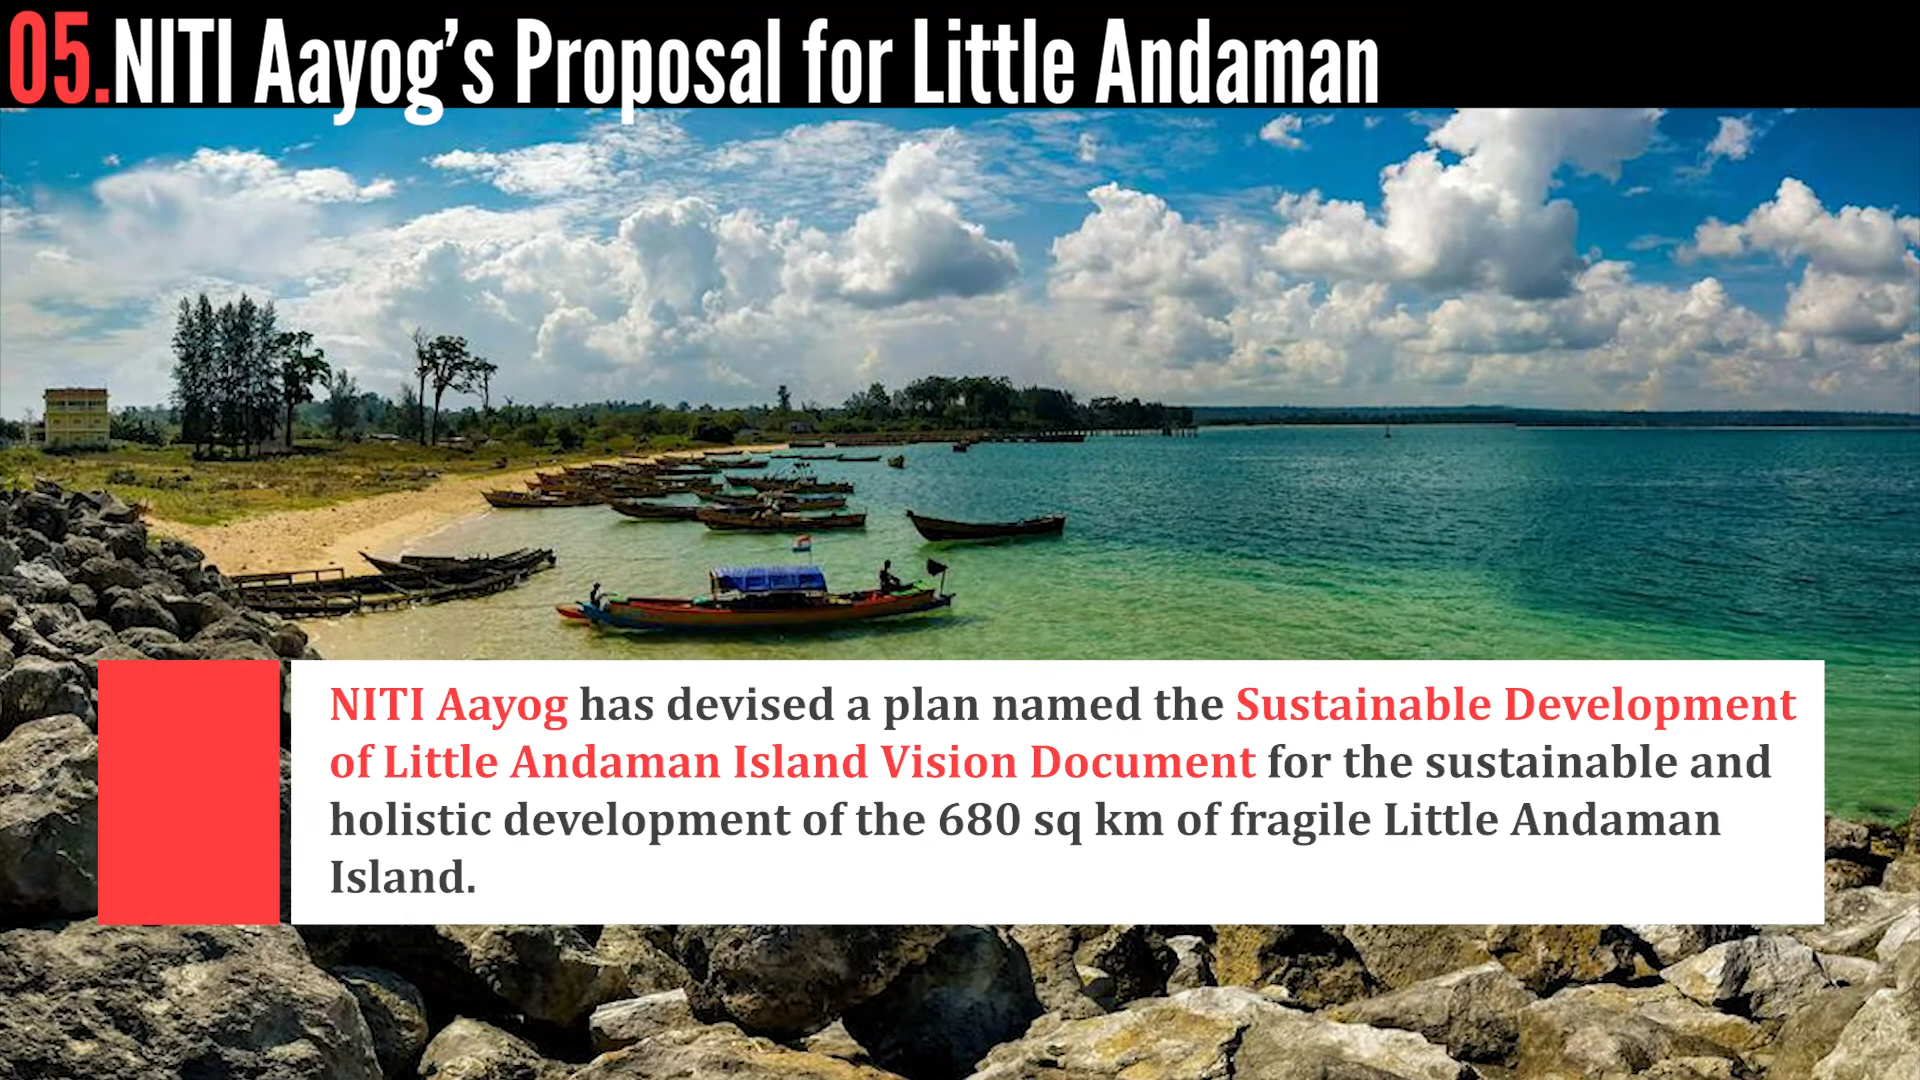 05.NITI Aayog’s Proposal for Little Andaman
NITI Aayog has devised a plan named the Sustainable Development
of Little Andaman Island Vision Document for the sustainable and
holistic development of the 680 sq km of fragile Little Andaman
Island.